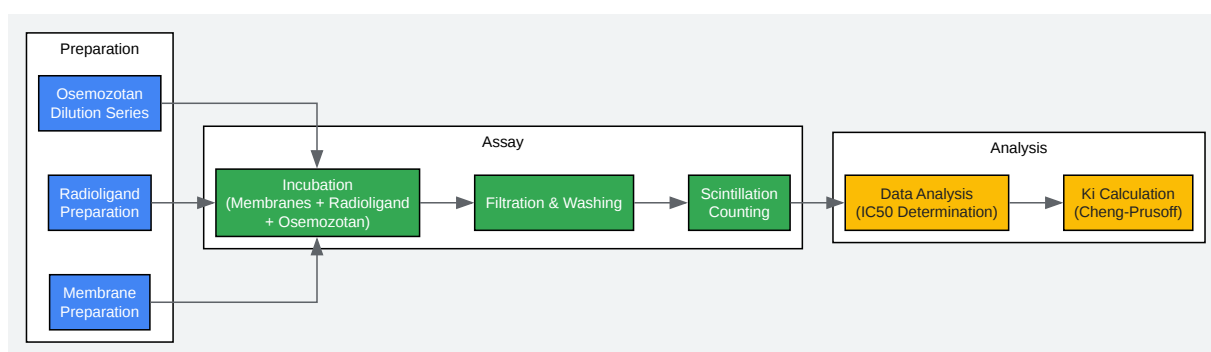 Preparation
Osemozotan
Dilution Series
Radioligand
Preparation
Membrane
Preparation
Assay
Incubation
(Membranes + Radioligand
+ Osemozotan)
Filtration & Washing
Scintillation
Counting
Analysis
Data Analysis
(IC50 Determination)
Ki Calculation
(Cheng-Prusoff)